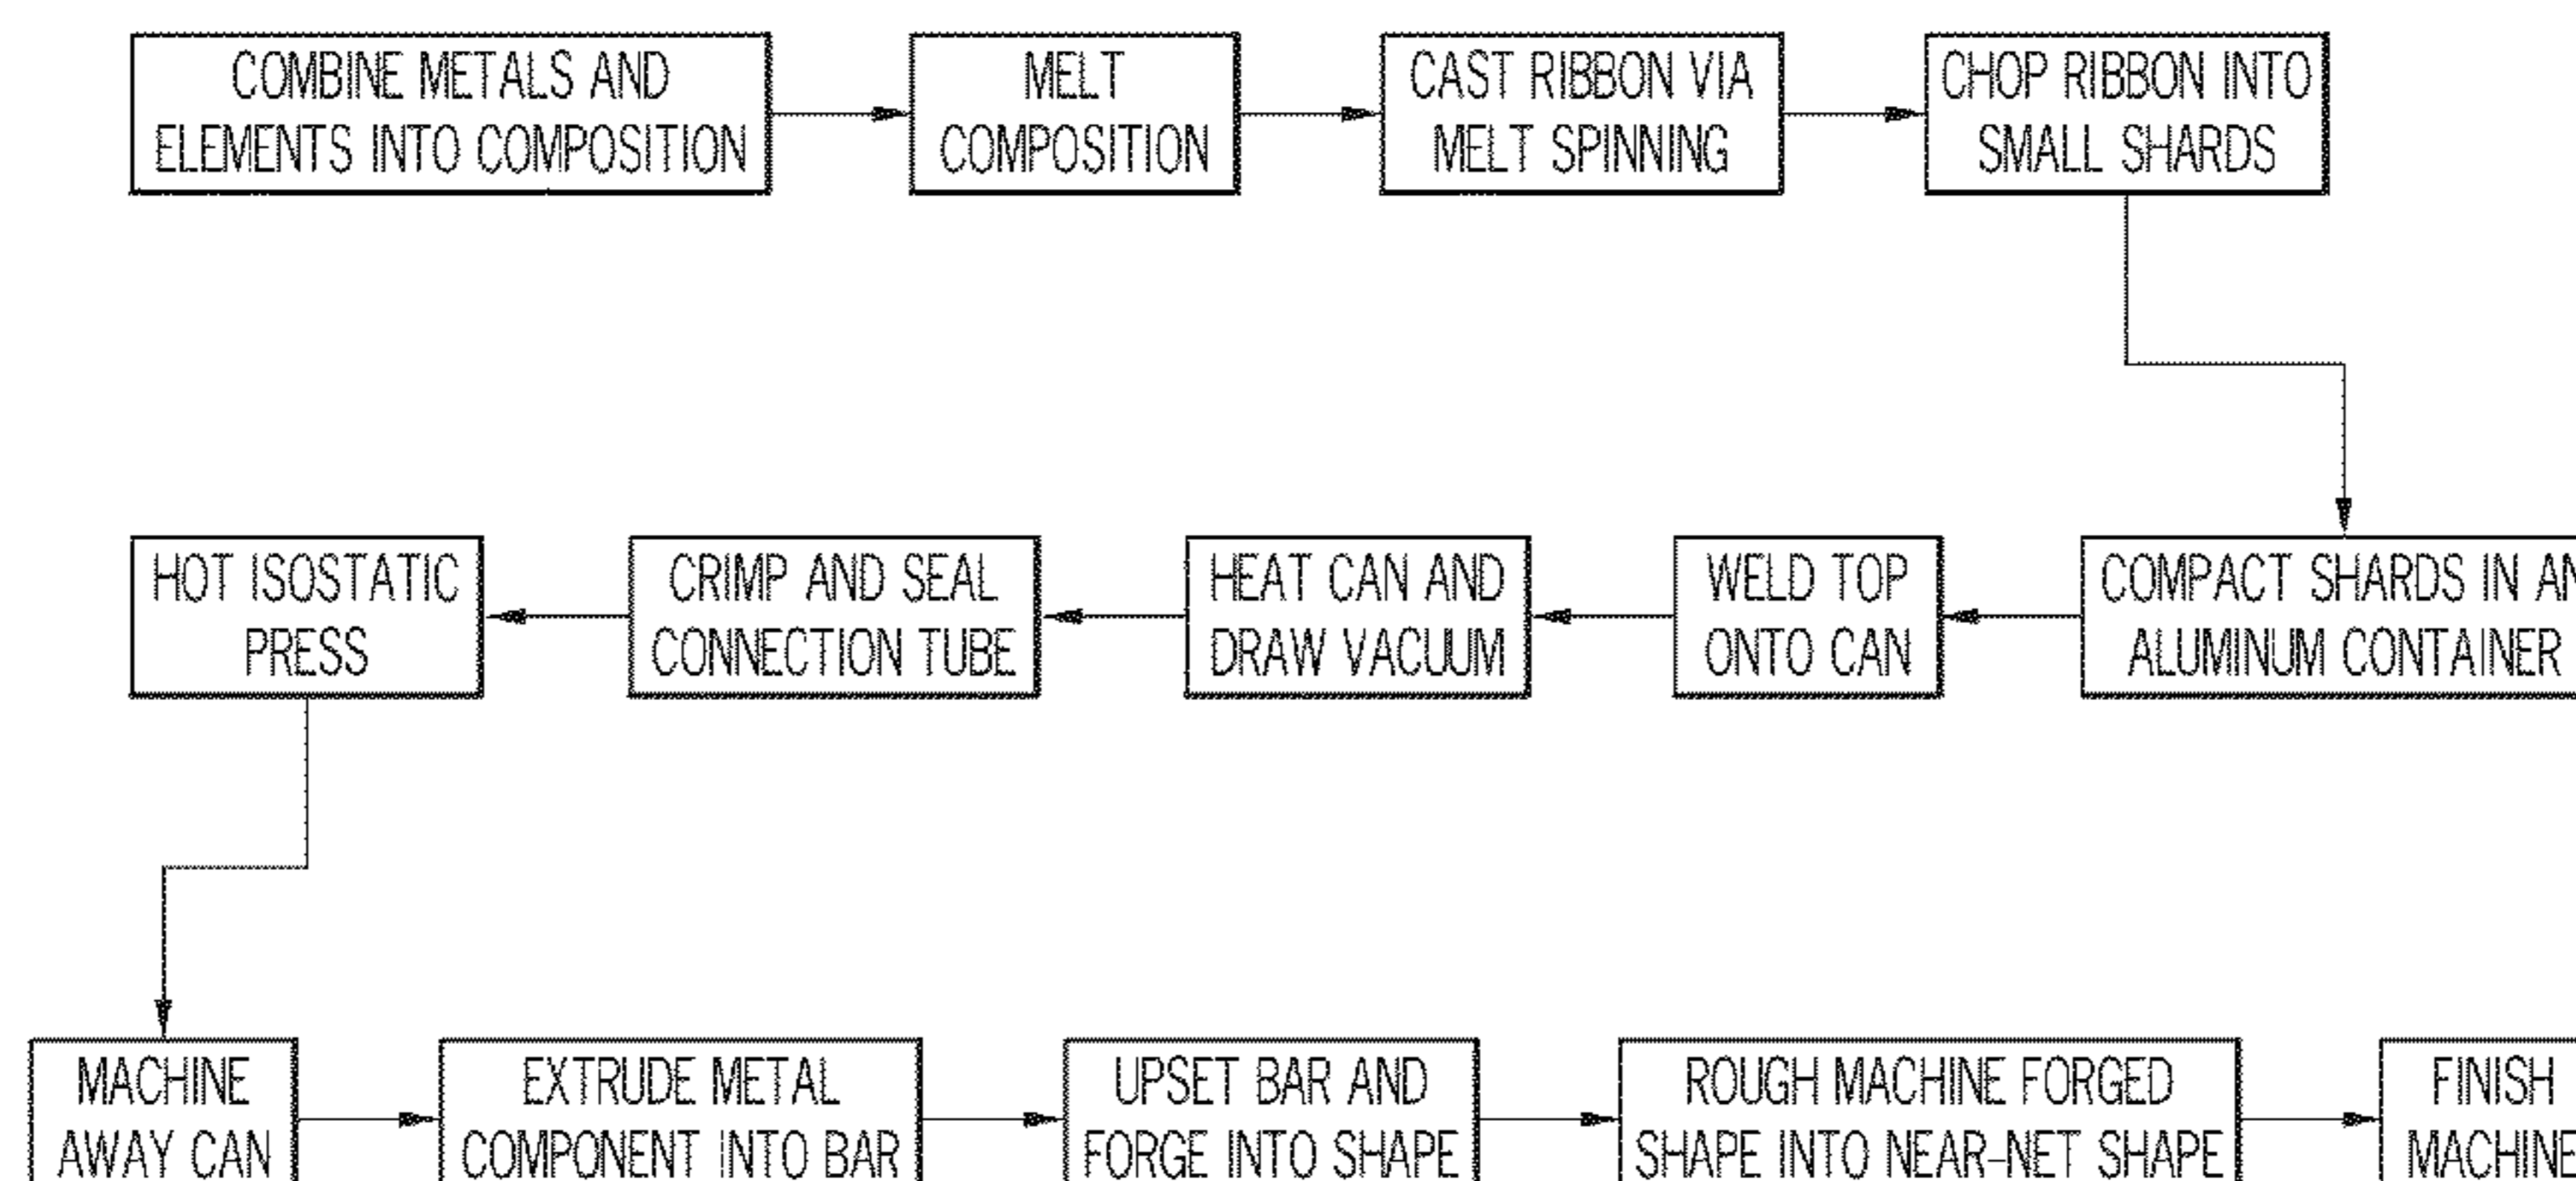 COMBINE METALS AND
ELEMENTS INTO COMPOSITION
MELT
COMPOSITION
CAST RIBBON VIA
MELT SPINNING
CHOP RIBBON INTO
SMALL SHARDS
HOT ISOSTATIC
PRESS
CRIMP AND SEAL
CONNECTION TUBE
HEAT CAN AND
DRAW VACUUM
WELD TOP
ONTO CAN
COMPACT SHARDS IN AN
ALUMINUM CONTAINER
MACHINE
AWAY CAN
EXTRUDE METAL
COMPONENT INTO BAR
UPSET BAR AND
FORGE INTO SHAPE
ROUGH MACHINE FORGED
SHAPE INTO NEAR-NET SHAPE
FINISH
MACHINE